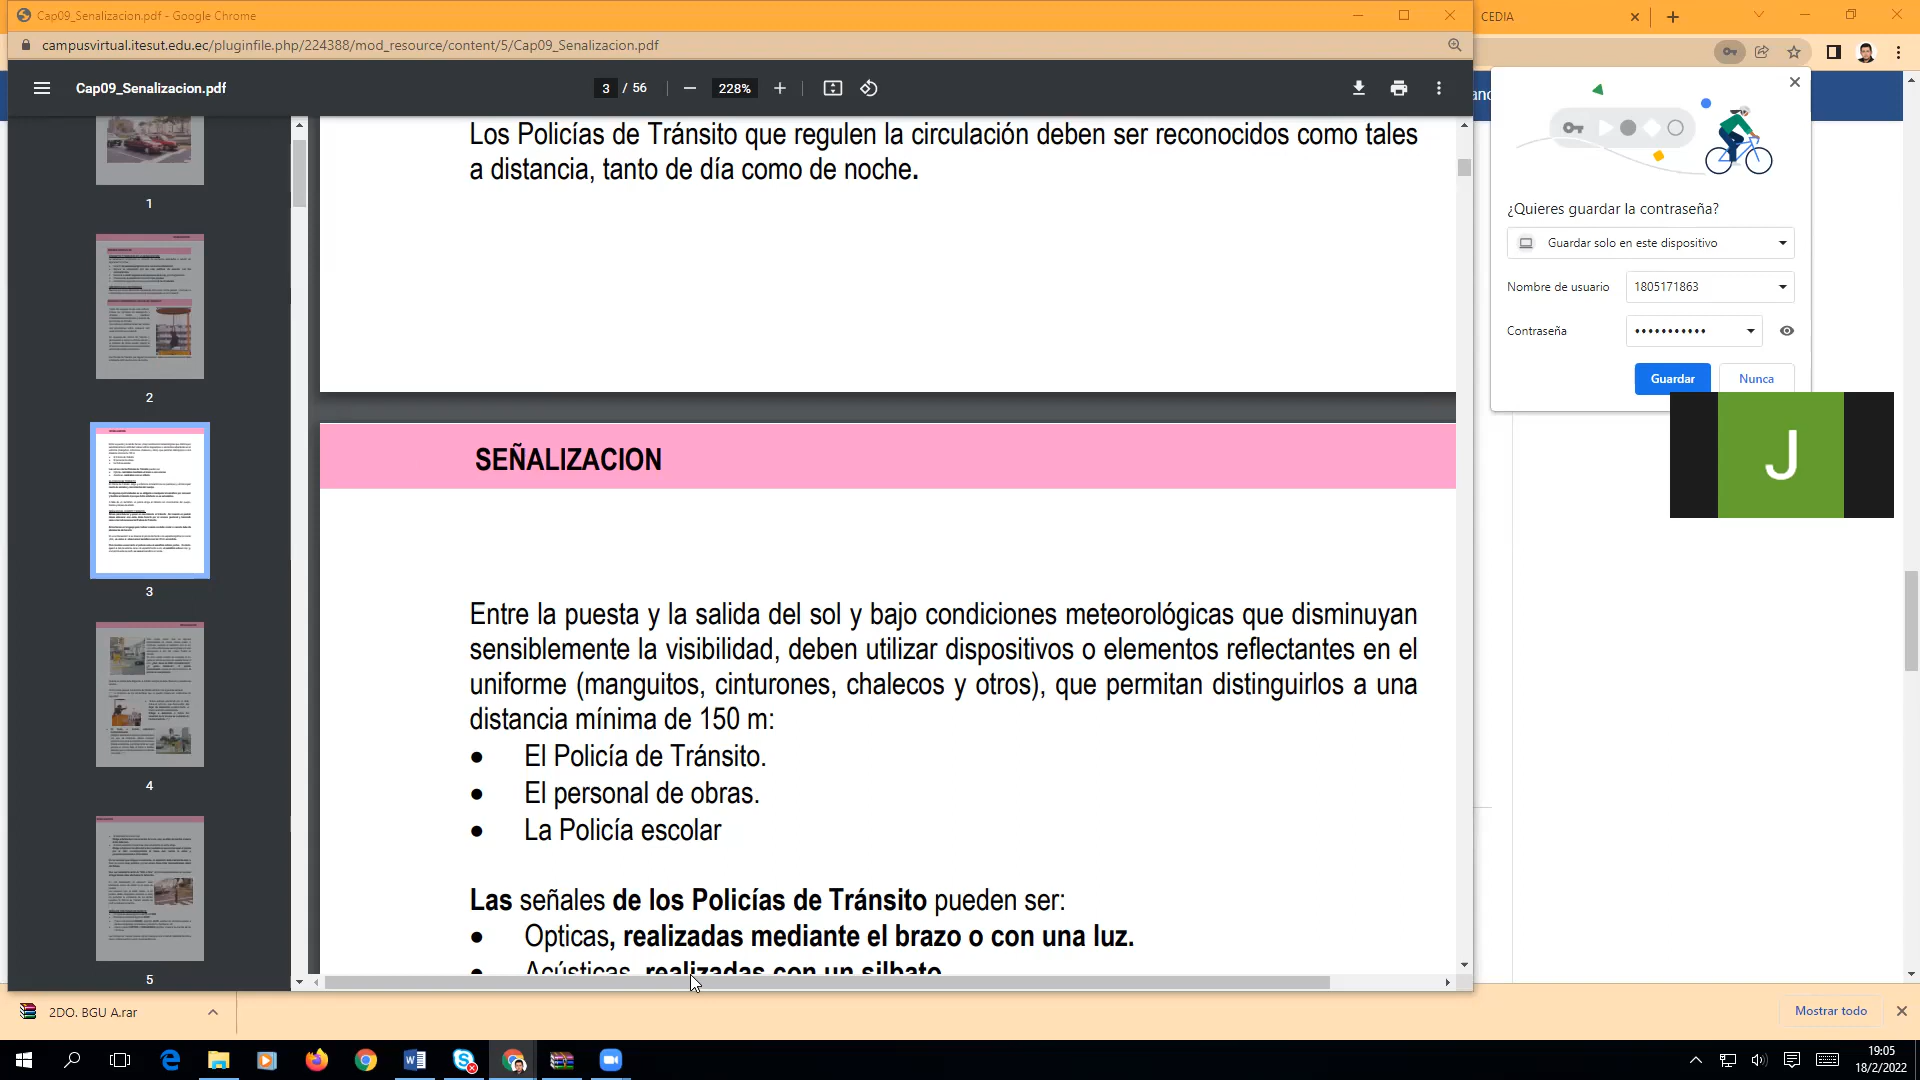 Cap09_Senalizacion.pdf - Google Chrome
CEDIA
campusvirtual.itesut.edu.ec/pluginfile.php/224388/mod_resource/content/5/Cap09_Senalizacion.pdf
Cap09_Senalizacion.pdf
3 / 56
228%
1
2
3
4
5
Los Policías de Tránsito que regulen la circulación deben ser reconocidos como tales
a distancia, tanto de día como de noche.
SEÑALIZACION
Entre la puesta y la salida del sol y bajo condiciones meteorológicas que disminuyan
sensiblemente la visibilidad, deben utilizar dispositivos o elementos reflectantes en el
uniforme (manguitos, cinturones, chalecos y otros), que permitan distinguirlos a una
distancia mínima de 150 m:
• El Policía de Tránsito.
• El personal de obras.
• La Policía escolar
Las señales de los Policías de Tránsito pueden ser:
• Opticas, realizadas mediante el brazo o con una luz.
• Acústicas, realizadas con un silbato
¿Quieres guardar la contraseña?
Guardar solo en este dispositivo
Nombre de usuario
1805171863
Contraseña
•••••••••••
Guardar
Nunca
J
2DO. BGU A.rar
Mostrar todo
19:05
18/2/2022